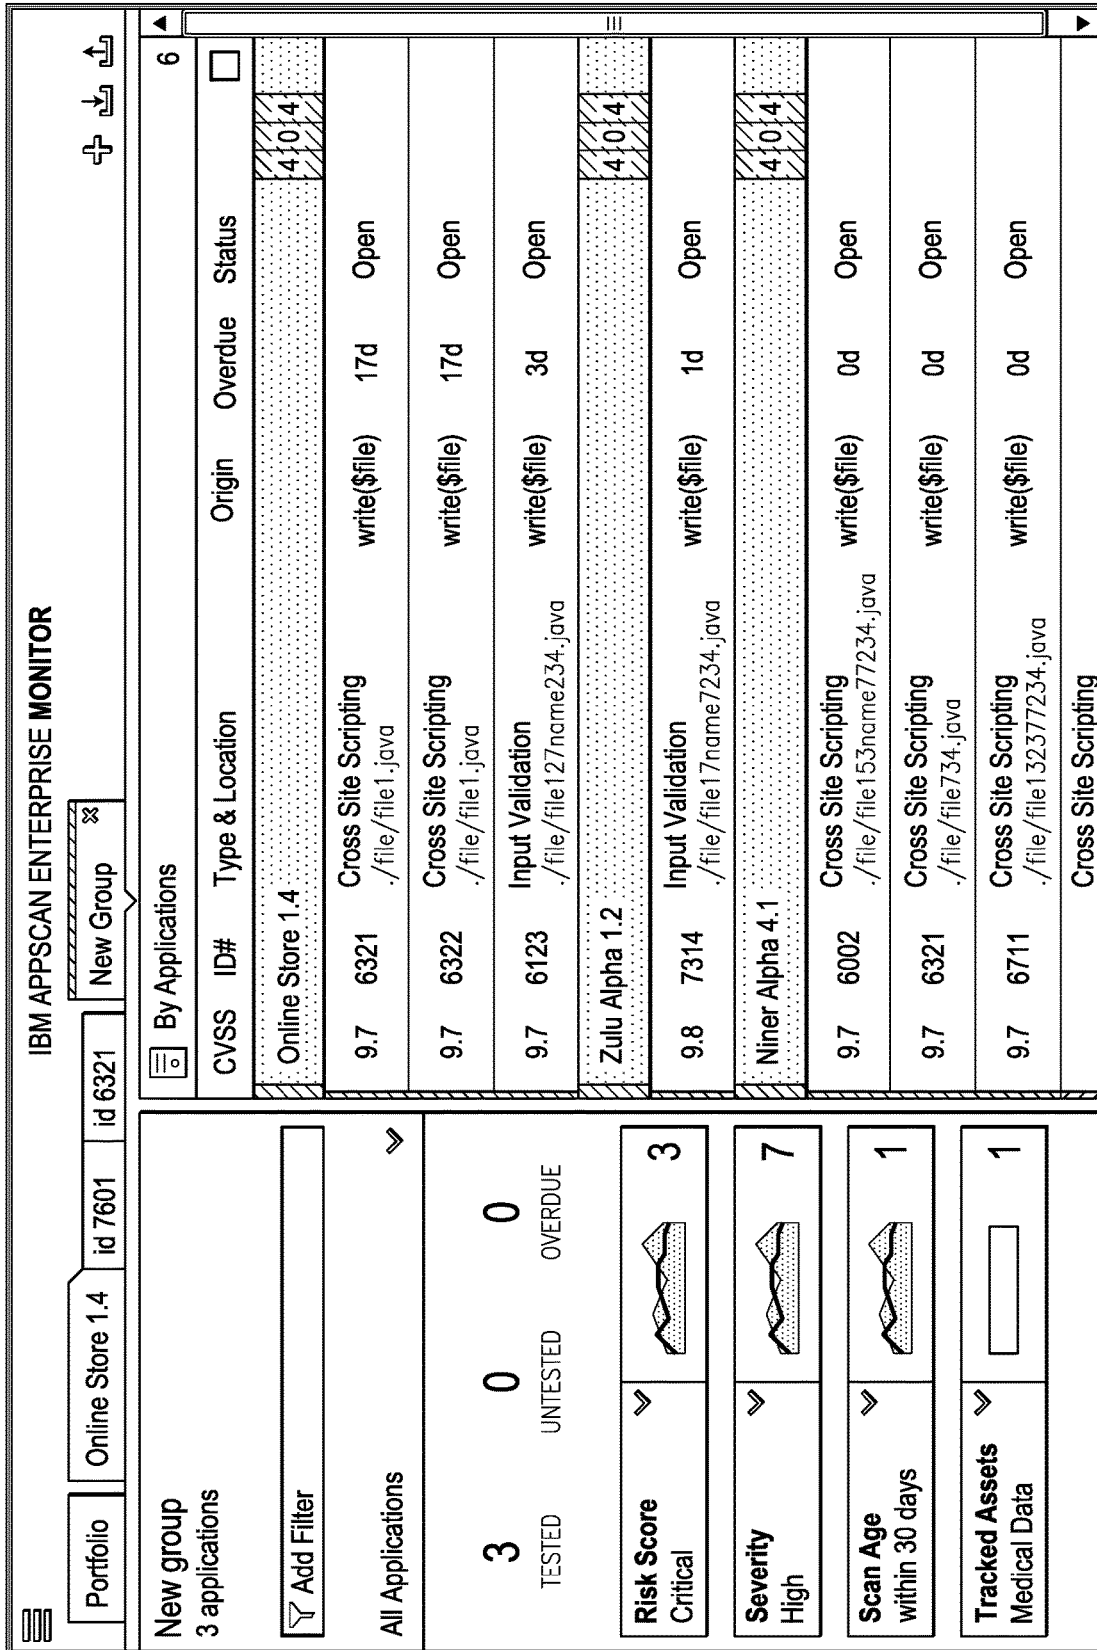 IBM APPSCAN ENTERPRISE MONITOR
Portfolio
Online Store 1.4
id 7601
id 6321
New Group
New group
3 applications
Add Filter
All Applications
3
0
0
TESTED
UNTESTED
OVERDUE
Risk Score
Critical
3
Severity
High
7
Scan Age
within 30 days
1
Tracked Assets
Medical Data
1
By Applications
6
CVSS ID# Type & Location Origin Overdue Status
Online Store 1.4 4 0 4
9.7 6321 Cross Site Scripting write($file) 17d Open
./file/file1.java
9.7 6322 Cross Site Scripting write($file) 17d Open
./file/file1.java
9.7 6123 Input Validation write($file) 3d Open
./file/file127name234.java
Zulu Alpha 1.2 4 0 4
9.8 7314 Input Validation write($file) 1d Open
./file/file17name7234.java
Niner Alpha 4.1 4 0 4
9.7 6002 Cross Site Scripting write($file) 0d Open
./file/file153name77234.java
9.7 6321 Cross Site Scripting write($file) 0d Open
./file/file734.java
9.7 6711 Cross Site Scripting write($file) 0d Open
./file/file132377234.java
Cross Site Scripting